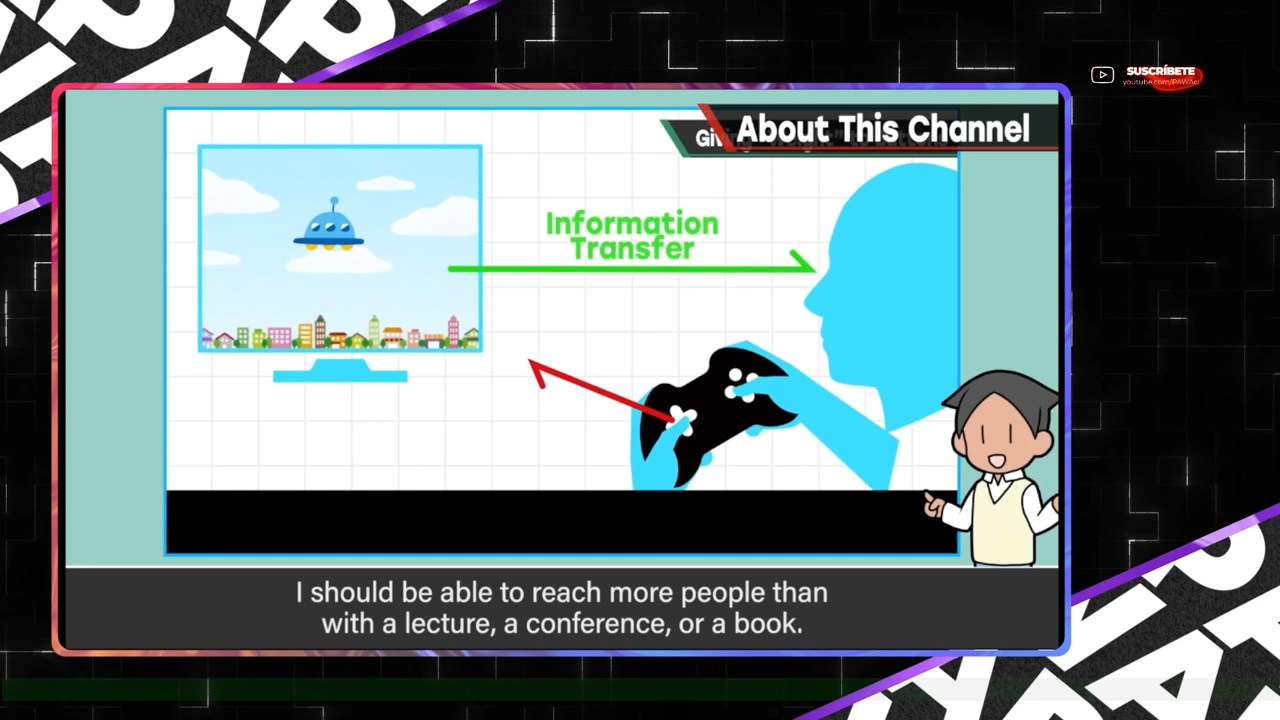 SUSCRÍBETE
About This Channel
Information
Transfer
I should be able to reach more people than
with a lecture, a conference, or a book.